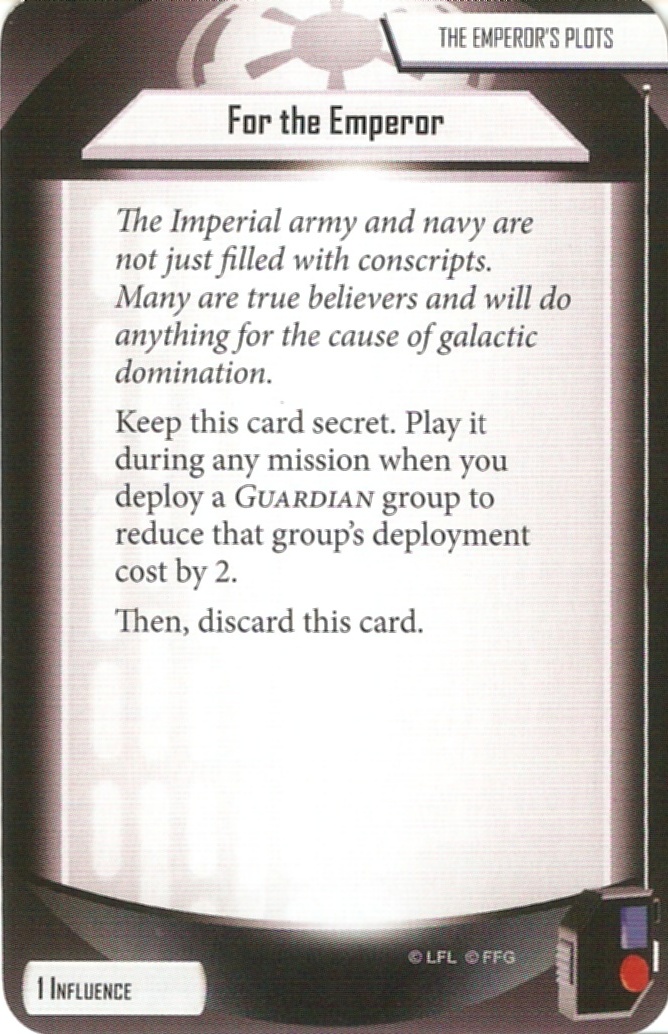 THE EMPEROR'S PLOTS
For the Emperor
The Imperial army and navy are
not just filled with conscripts.
Many are true believers and will do
anything for the cause of galactic
domination.
Keep this card secret. Play it
during any mission when you
deploy a GUARDIAN group to
reduce that group's deployment
cost by 2.
Then, discard this card.
© LFL © FFG
1 INFLUENCE